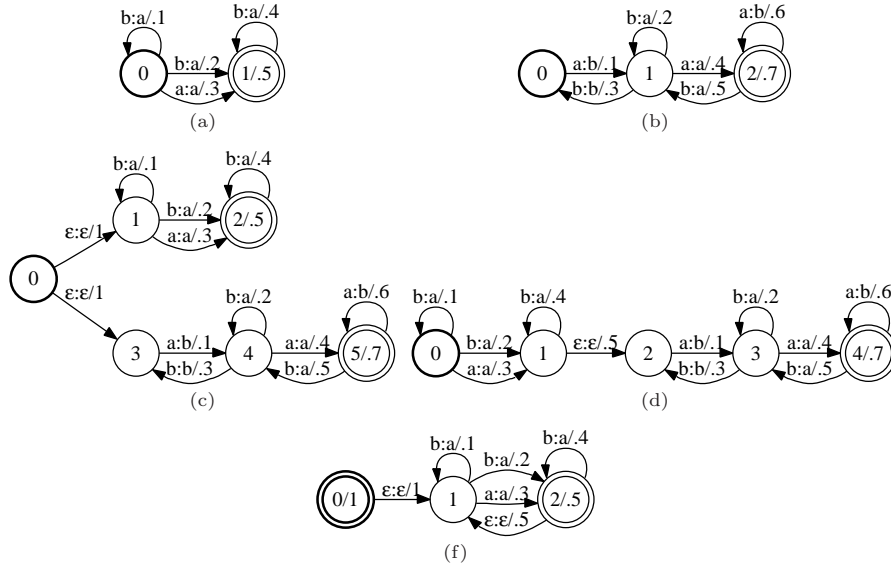 b:a/.1
b:a/.4
0
b:a/.2
a:a/.3
1/.5
(a)
b:a/.2
a:b/.6
0
a:b/.1
b:b/.3
1
a:a/.4
b:a/.5
2/.7
(b)
b:a/.1
b:a/.4
ε:ε/1
1
b:a/.2
a:a/.3
2/.5
0
ε:ε/1
b:a/.2
a:b/.6
3
a:b/.1
b:b/.3
4
a:a/.4
b:a/.5
5/.7
(c)
b:a/.1
b:a/.4
0
b:a/.2
a:a/.3
1
ε:ε/.5
2
a:b/.1
b:b/.3
b:a/.2
3
a:a/.4
b:a/.5
a:b/.6
4/.7
(d)
b:a/.1
b:a/.4
0/1
ε:ε/1
1
b:a/.2
a:a/.3
ε:ε/.5
2/.5
(f)